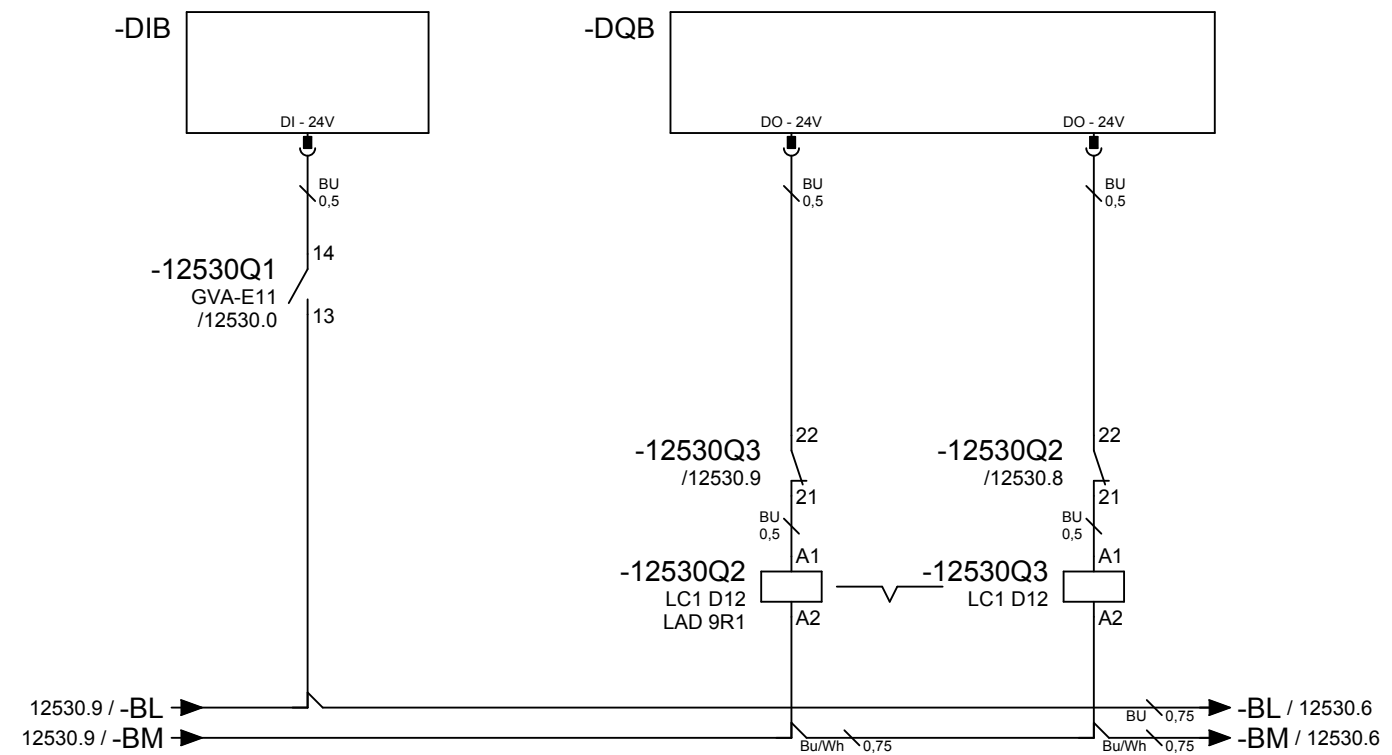 -DIB
-DQB
DI - 24V
DO - 24V
DO - 24V
BU
0,5
BU
0,5
BU
0,5
14
-12530Q1
GVA-E11
/12530.0
13
22
-12530Q3
/12530.9
21
22
-12530Q2
/12530.8
21
BU
0,5
BU
0,5
A1
-12530Q2
LC1 D12
LAD 9R1
A2
A1
-12530Q3
LC1 D12
A2
12530.9 / -BL
BU 0,75
-BL / 12530.6
12530.9 / -BM
Bu/Wh 0,75
Bu/Wh 0,75
-BM / 12530.6